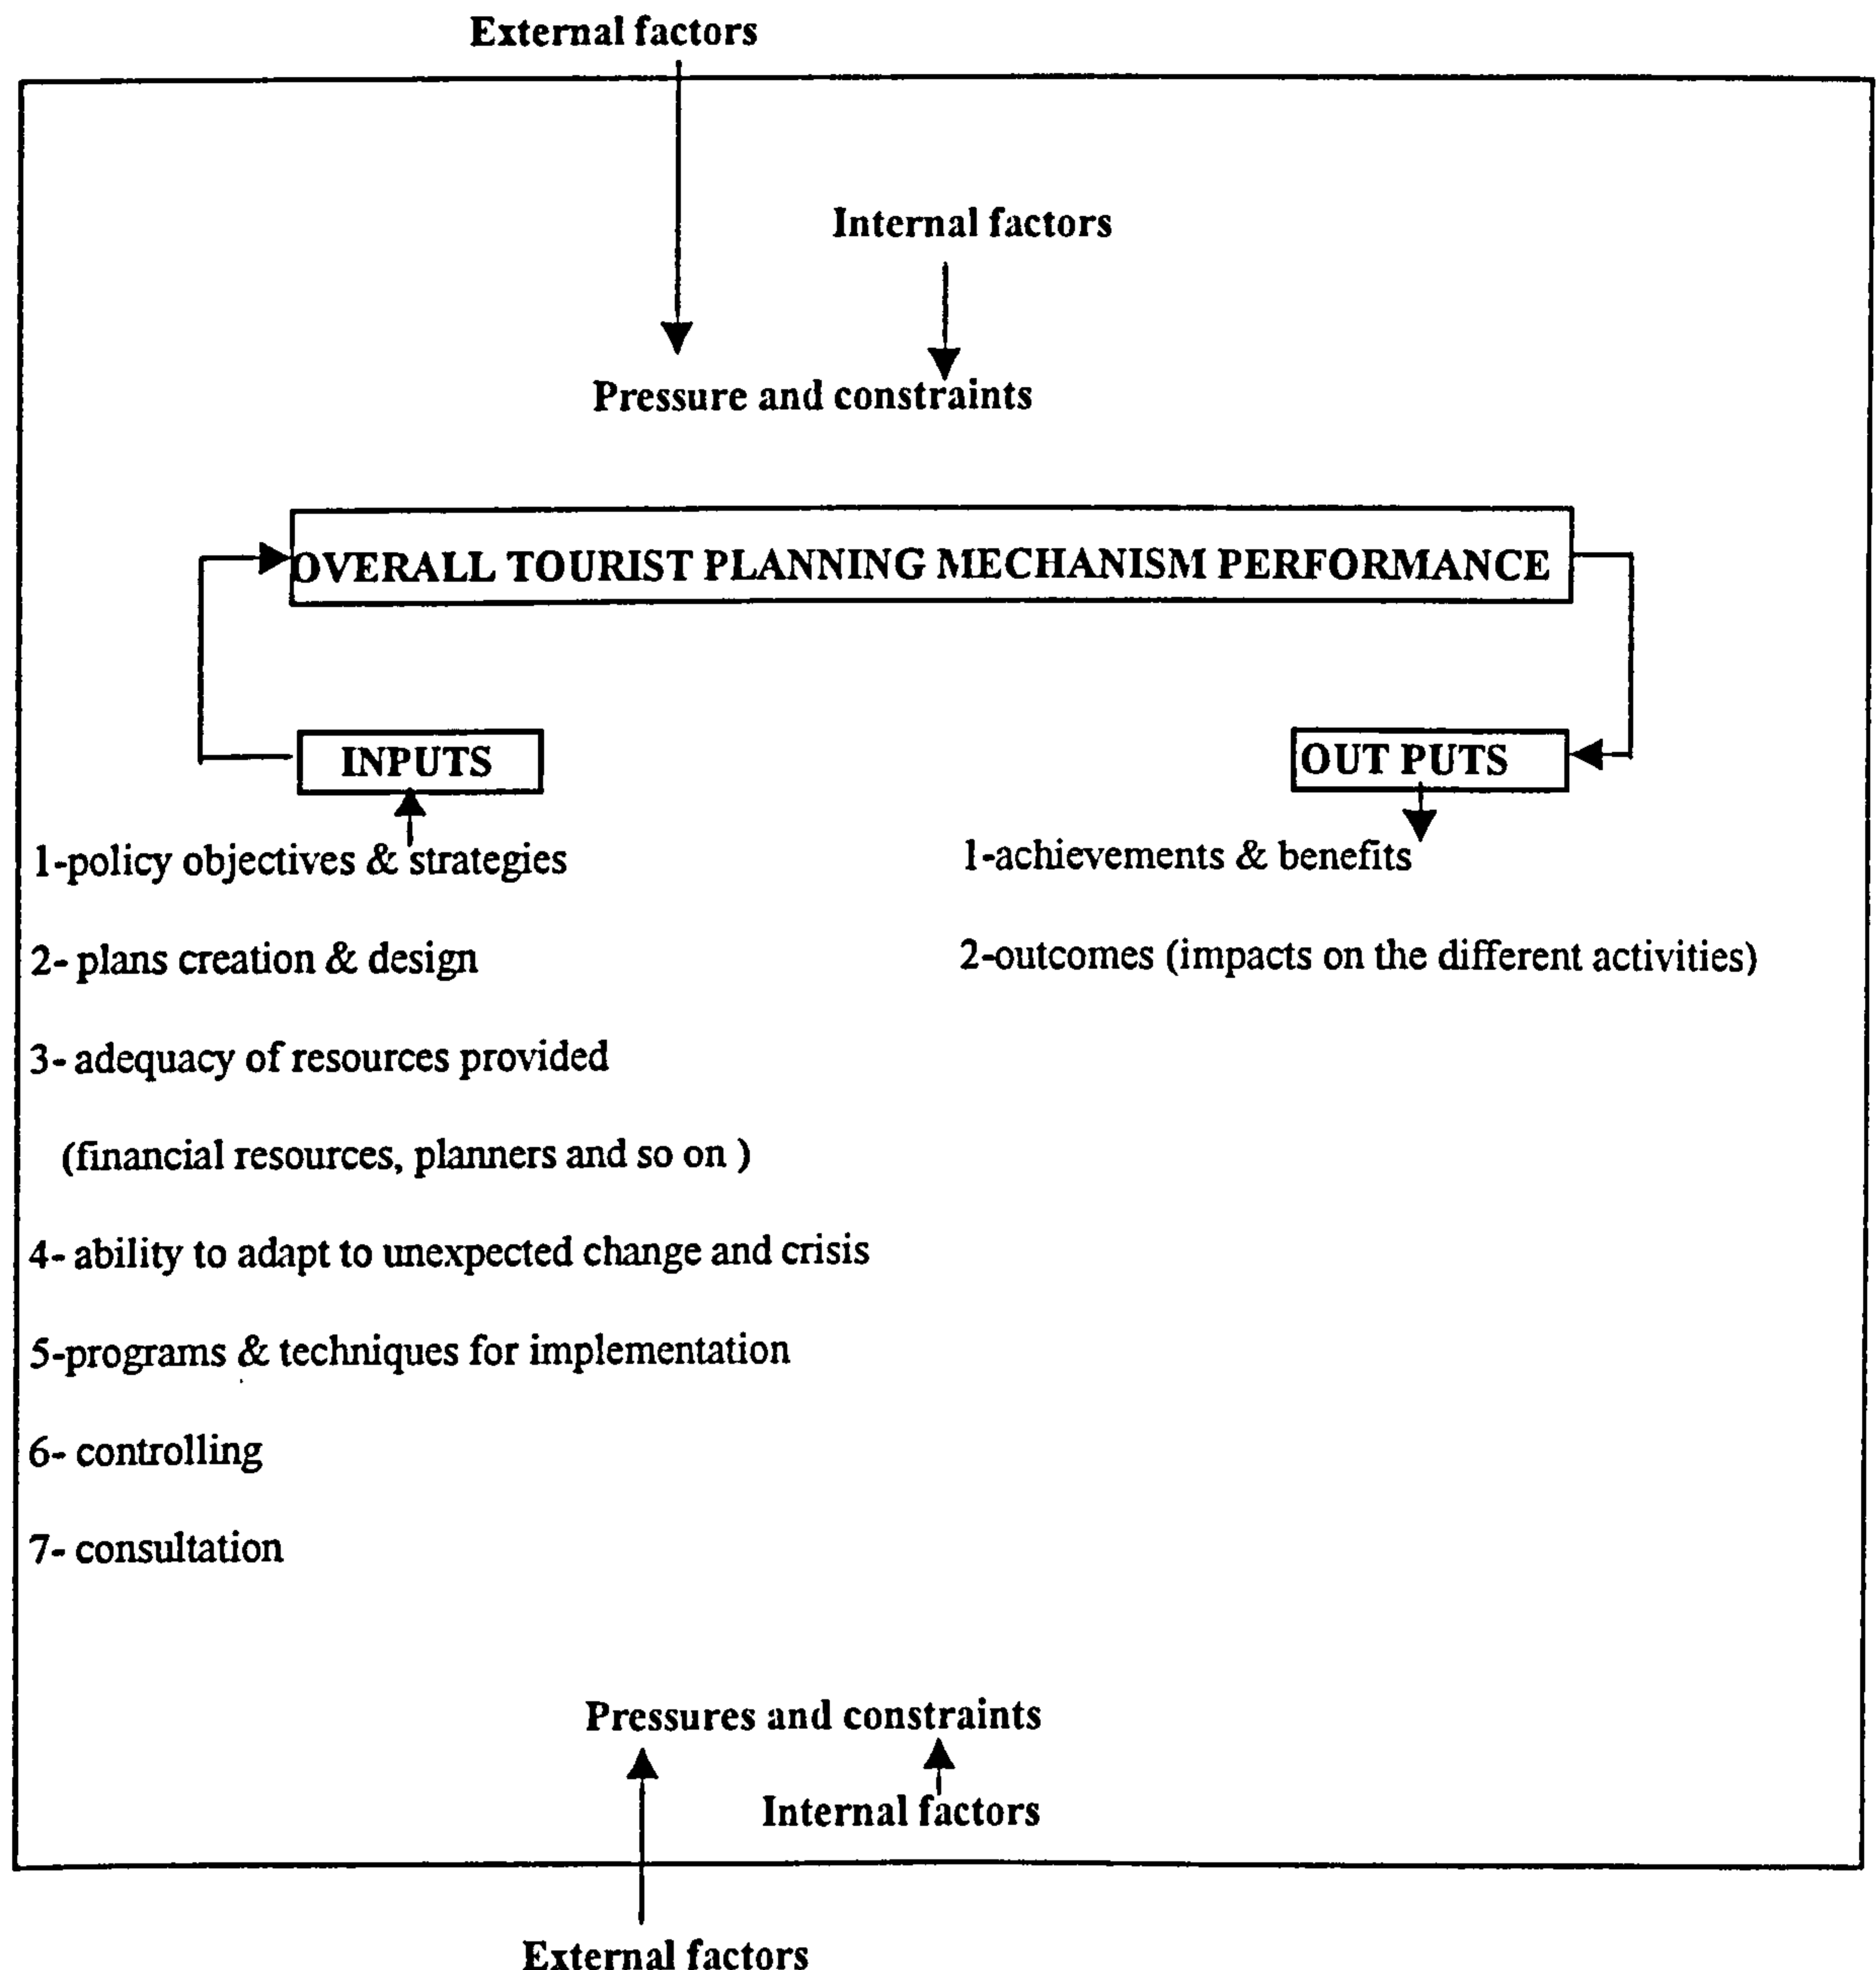 External factors
Internal factors
Pressure and constraints
OVERALL TOURIST PLANNING MECHANISM PERFORMANCE
INPUTS
OUT PUTS
1-policy objectives & strategies
1-achievements & benefits
2- plans creation & design
2-outcomes (impacts on the different activities)
3- adequacy of resources provided
(financial resources, planners and so on )
4- ability to adapt to unexpected change and crisis
5-programs & techniques for implementation
6- controlling
7- consultation
Pressures and constraints
Internal factors
External factors